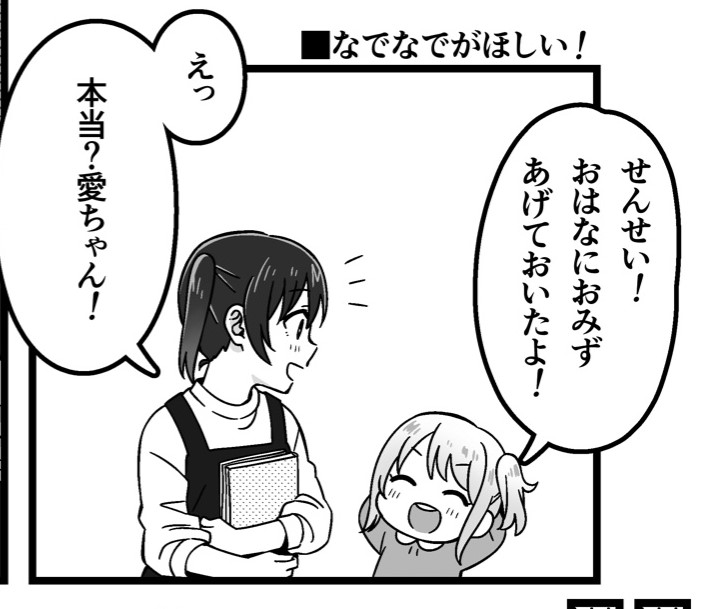 ■なでなでがほしい！
せんせい！
おはなにおみず
あげておいたよ！
えっ
本当？愛ちゃん！